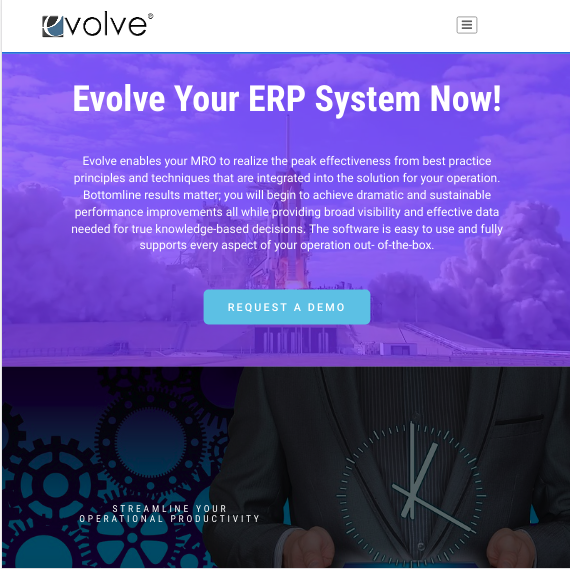 evolve®
Evolve Your ERP System Now!
Evolve enables your MRO to realize the peak effectiveness from best practice
principles and techniques that are integrated into the solution for your operation.
Bottomline results matter; you will begin to achieve dramatic and sustainable
performance improvements all while providing broad visibility and effective data
needed for true knowledge-based decisions. The software is easy to use and fully
supports every aspect of your operation out- of-the-box.
REQUEST A DEMO
STREAMLINE YOUR
OPERATIONAL PRODUCTIVITY